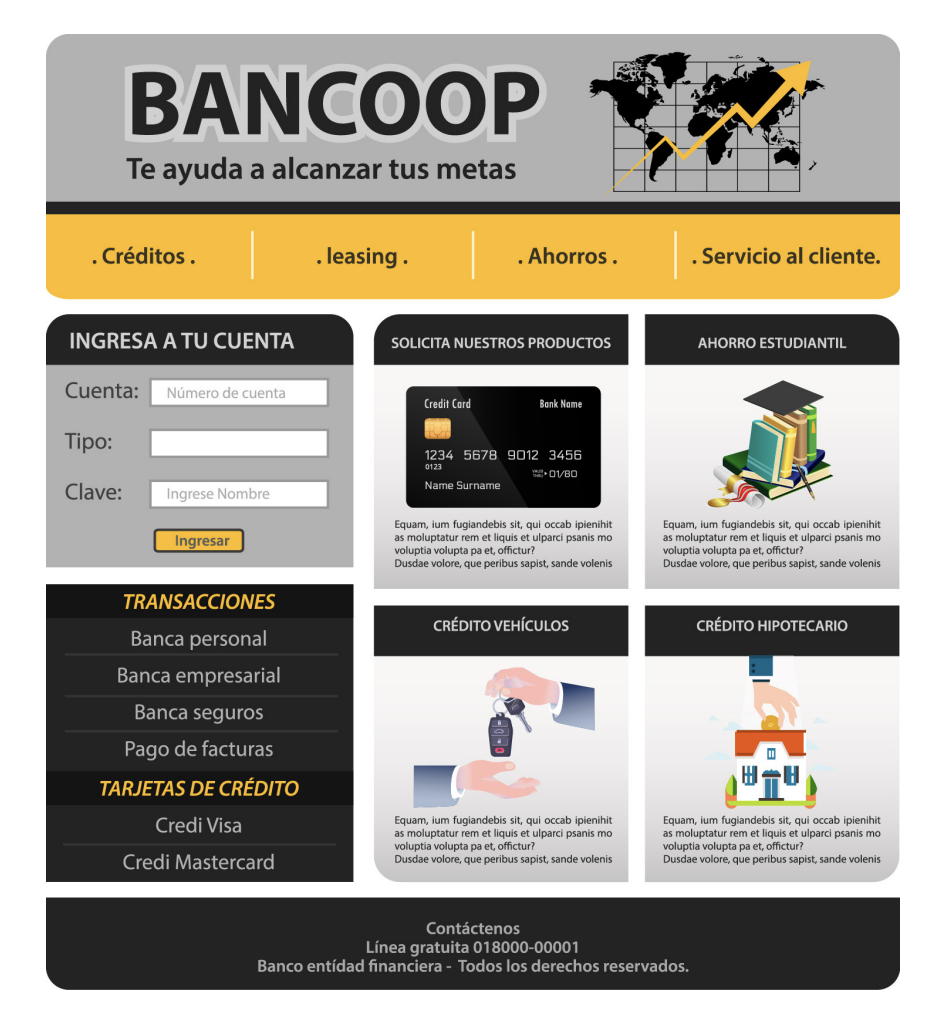 BANCOOP
Te ayuda a alcanzar tus metas
. Créditos .
. leasing .
. Ahorros .
. Servicio al cliente.
INGRESA A TU CUENTA
Cuenta: Número de cuenta
Tipo:
Clave: Ingrese Nombre
Ingresar
TRANSACCIONES
Banca personal
Banca empresarial
Banca seguros
Pago de facturas
TARJETAS DE CRÉDITO
Credi Visa
Credi Mastercard
SOLICITA NUESTROS PRODUCTOS
Credit Card Bank Name
1234 5678 9012 3456
0123
VALID
THRU 01/80
Name Surname
Equam, ium fugiandebis sit, qui occab ipienihit
as moluptatur rem et liquis et ulparci psanis mo
voluptia volupta pa et, offictur?
Dusdae volore, que peribus sapist, sande volenis
AHORRO ESTUDIANTIL
Equam, ium fugiandebis sit, qui occab ipienihit
as moluptatur rem et liquis et ulparci psanis mo
voluptia volupta pa et, offictur?
Dusdae volore, que peribus sapist, sande volenis
CRÉDITO VEHÍCULOS
Equam, ium fugiandebis sit, qui occab ipienihit
as moluptatur rem et liquis et ulparci psanis mo
voluptia volupta pa et, offictur?
Dusdae volore, que peribus sapist, sande volenis
CRÉDITO HIPOTECARIO
Equam, ium fugiandebis sit, qui occab ipienihit
as moluptatur rem et liquis et ulparci psanis mo
voluptia volupta pa et, offictur?
Dusdae volore, que peribus sapist, sande volenis
Contáctenos
Línea gratuita 018000-00001
Banco entídad financiera - Todos los derechos reservados.